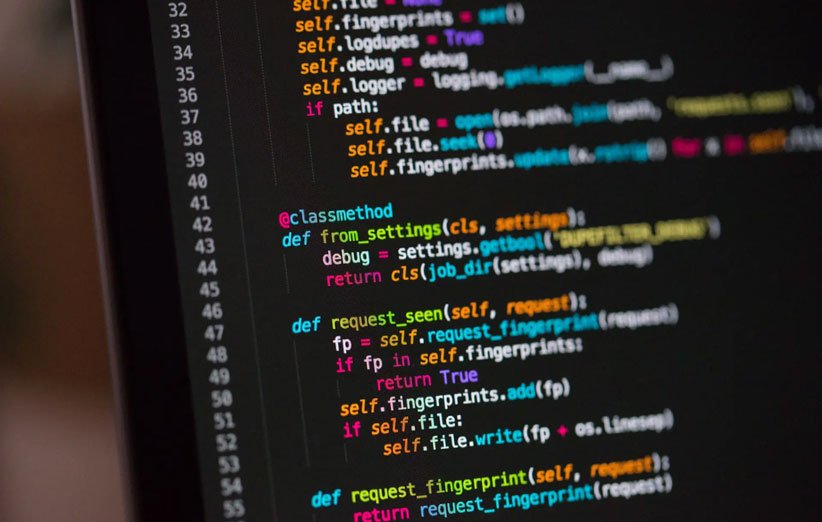 32 self.file = None
33 self.fingerprints = set()
34 self.logdupes = True
35 self.debug = debug
36 self.logger = logging.getLogger(__name__)
37 if path:
38 self.file = open(os.path.join(path, 'requests.seen'),
39 self.file.seek(0)
40 self.fingerprints.update(x.rstrip() for x in self.file
41
42 @classmethod
43 def from_settings(cls, settings):
44 debug = settings.getbool('DUPEFILTER_DEBUG')
45 return cls(job_dir(settings), debug)
46
47 def request_seen(self, request):
48 fp = self.request_fingerprint(request)
49 if fp in self.fingerprints:
50 return True
51 self.fingerprints.add(fp)
52 if self.file:
53 self.file.write(fp + os.linesep)
54
55 def request_fingerprint(self, request):
return request_fingerprint(request)